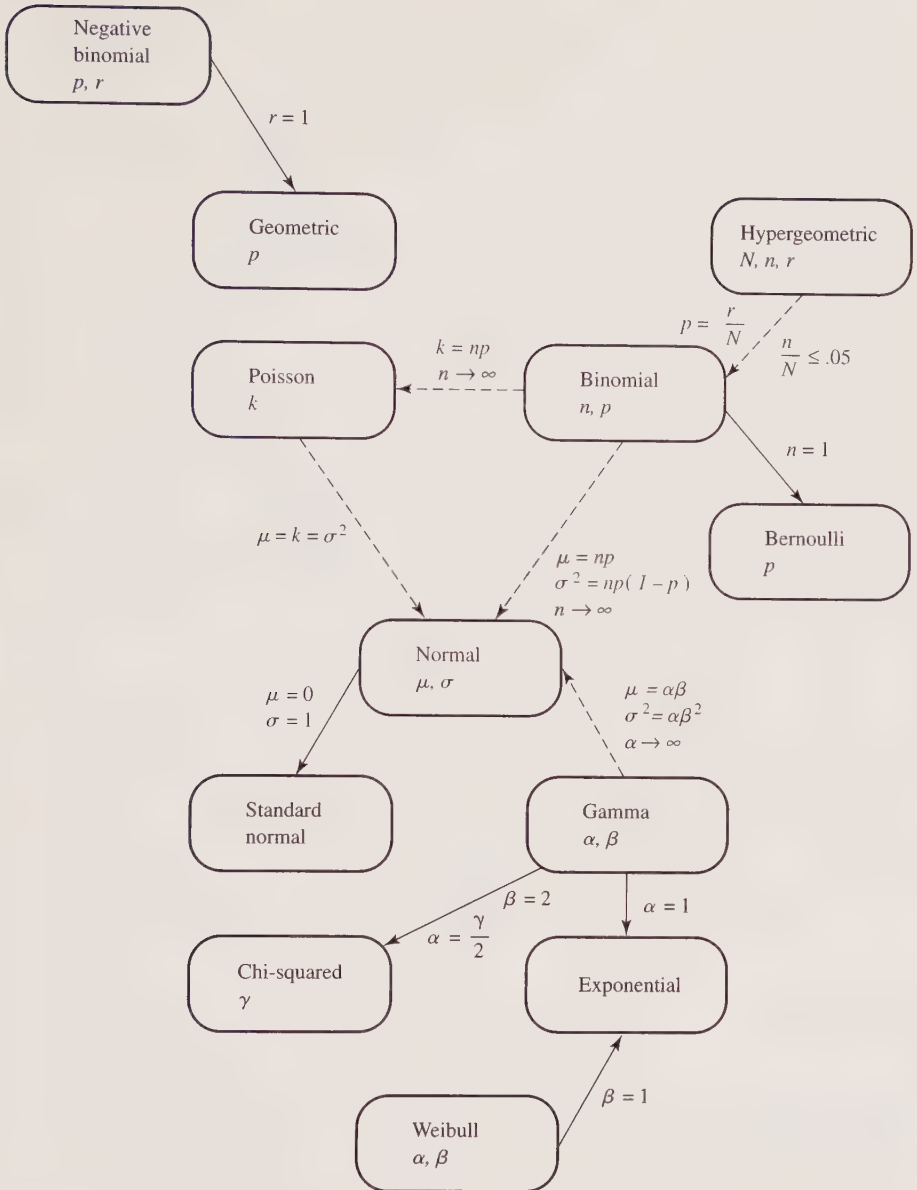 Negative
binomial
p, r
r = 1
Geometric
p
Hypergeometric
N, n, r
p = r/N
n/N ≤ .05
k = np
n → ∞
Poisson
k
Binomial
n, p
n = 1
Bernoulli
p
μ = k = σ²
μ = np
σ² = np(1 – p)
n → ∞
Normal
μ, σ
μ = 0
σ = 1
μ = αβ
σ² = αβ²
α → ∞
Standard
normal
Gamma
α, β
β = 2
α = γ/2
α = 1
Chi-squared
γ
Exponential
β = 1
Weibull
α, β